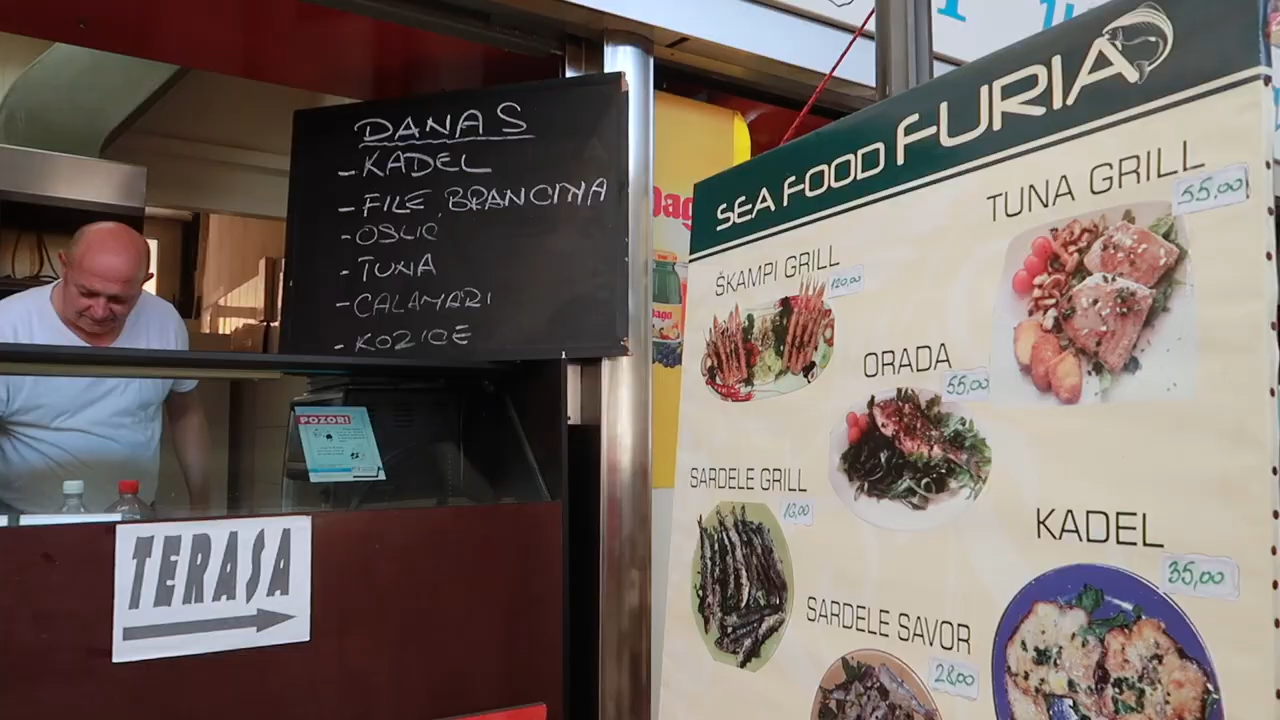 DANAS
- KADEL
- FILE BRANCINA
- OSLIĆ
- TUNA
- CALAMARI
- KOZICE
POZOR!
TERASA
SEA FOOD FURIA
TUNA GRILL
55,00
ŠKAMPI GRILL
120,00
ORADA
55,00
SARDELE GRILL
16,00
KADEL
35,00
SARDELE SAVOR
28,00